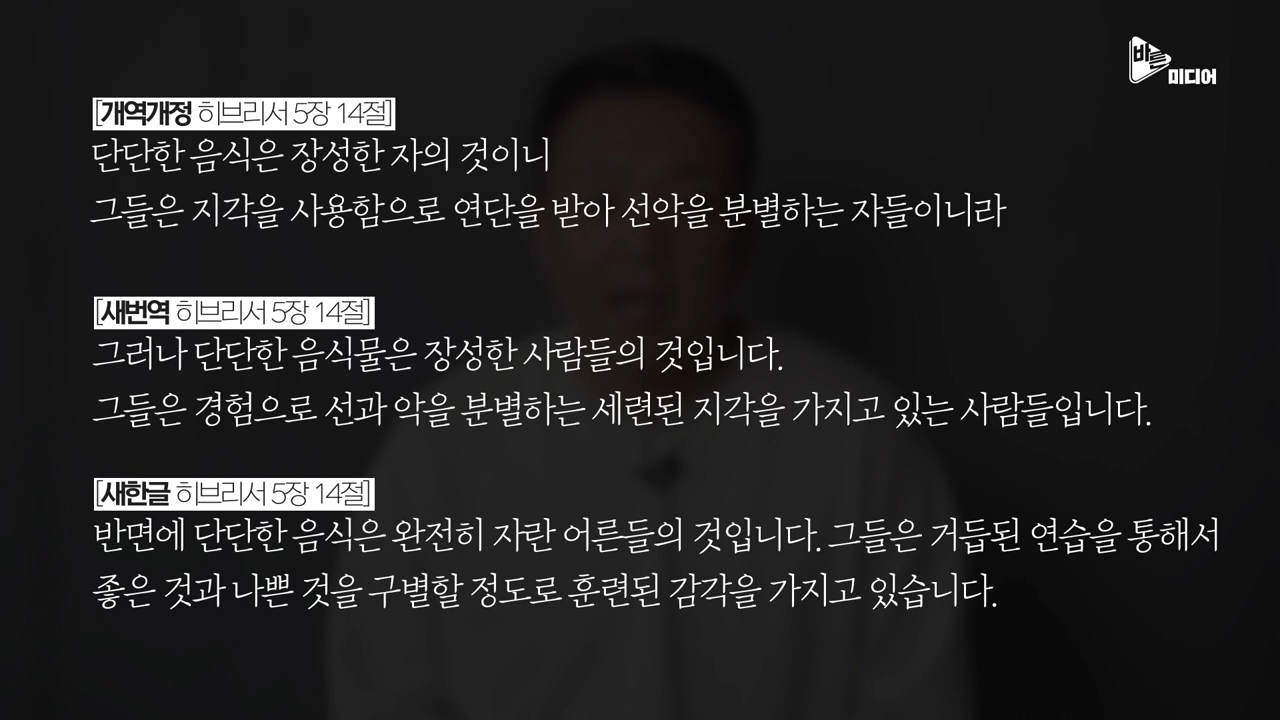 바른
미디어
[개역개정 히브리서 5장 14절]
단단한 음식은 장성한 자의 것이니
그들은 지각을 사용함으로 연단을 받아 선악을 분별하는 자들이니라
[새번역 히브리서 5장 14절]
그러나 단단한 음식물은 장성한 사람들의 것입니다.
그들은 경험으로 선과 악을 분별하는 세련된 지각을 가지고 있는 사람들입니다.
[새한글 히브리서 5장 14절]
반면에 단단한 음식은 완전히 자란 어른들의 것입니다. 그들은 거듭된 연습을 통해서
좋은 것과 나쁜 것을 구별할 정도로 훈련된 감각을 가지고 있습니다.